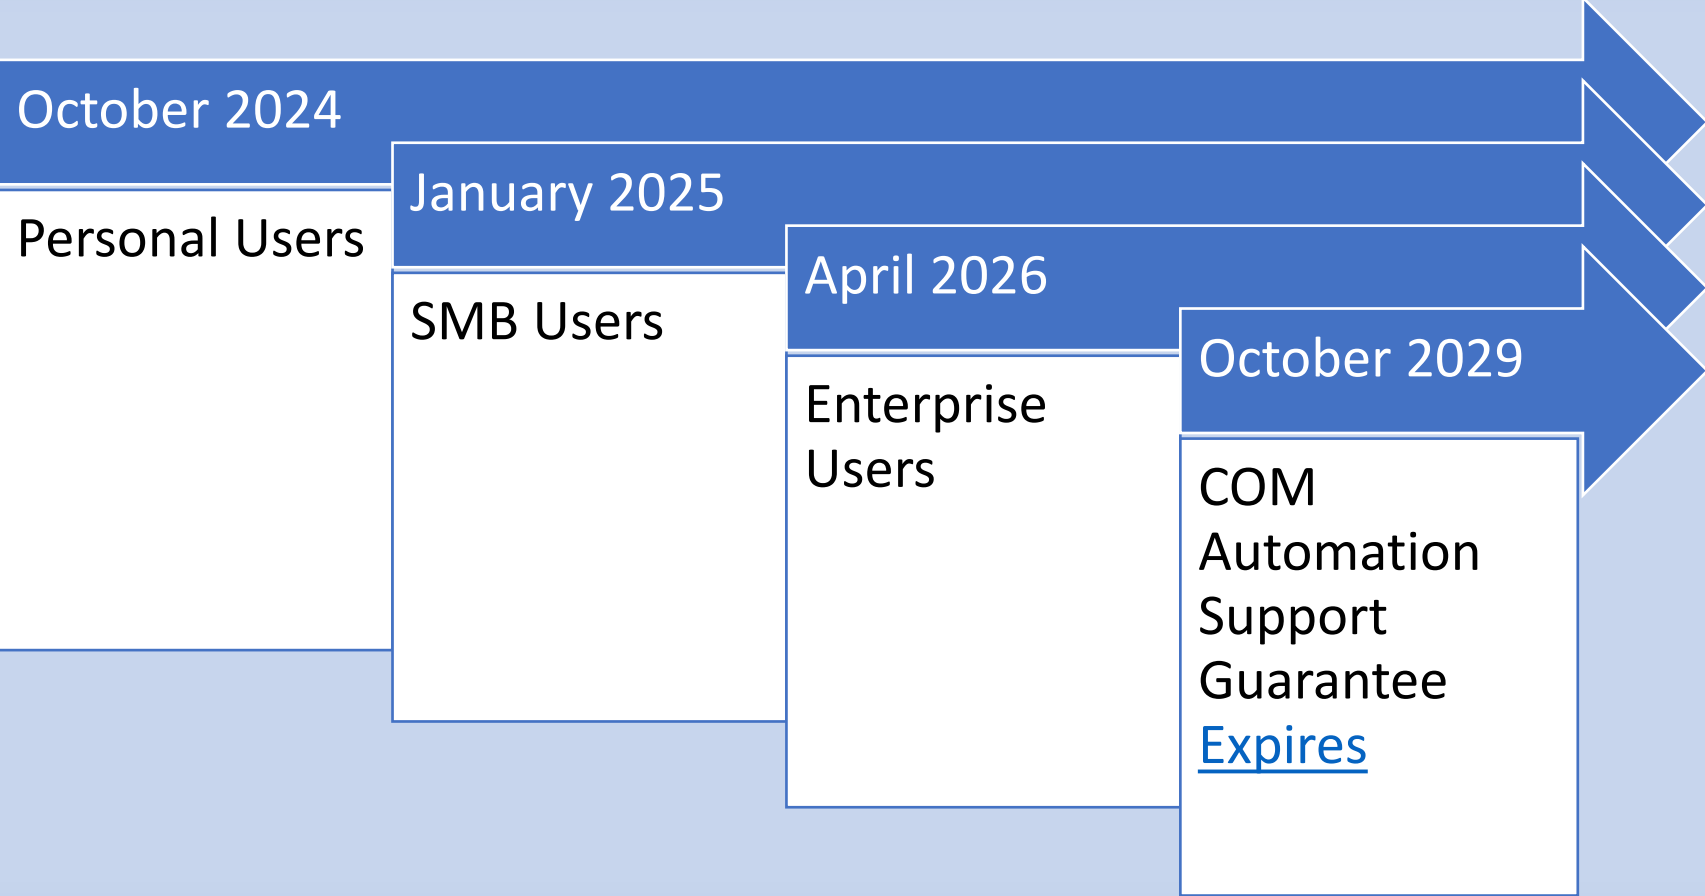 October 2024
Personal Users
January 2025
SMB Users
April 2026
Enterprise
Users
October 2029
COM
Automation
Support
Guarantee
Expires